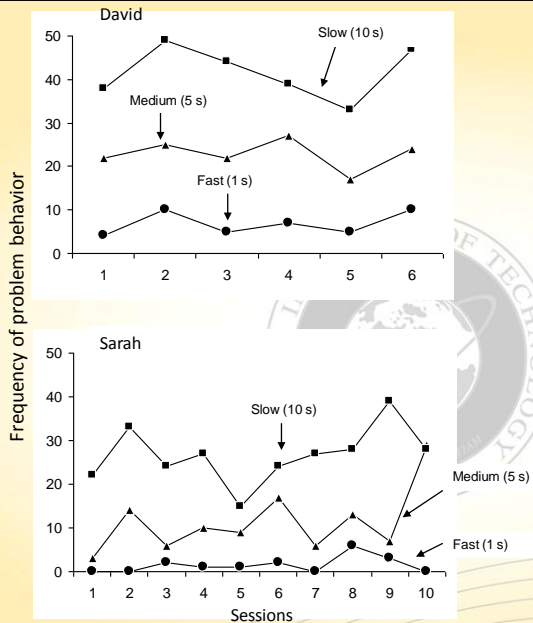 David
50
40
30
20
10
0
Slow (10 s)
Medium (5 s)
Fast (1 s)
1 2 3 4 5 6
Frequency of problem behavior
Sarah
50
40
30
20
10
0
Slow (10 s)
Medium (5 s)
Fast (1 s)
1 2 3 4 5 6 7 8 9 10
Sessions
OF TECHNOLOGY